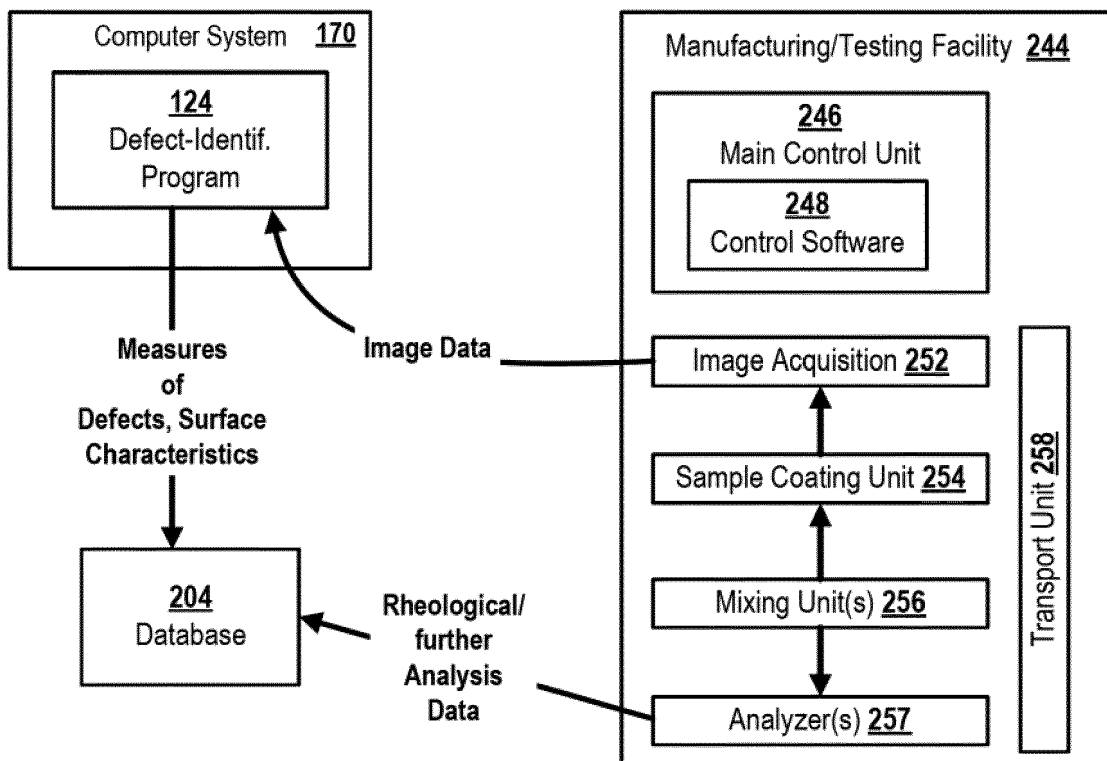 Computer System 170
124
Defect-Identif.
Program
Measures
of
Defects, Surface
Characteristics
204
Database
Image Data
Rheological/
further
Analysis
Data
Manufacturing/Testing Facility 244
246
Main Control Unit
248
Control Software
Image Acquisition 252
Sample Coating Unit 254
Mixing Unit(s) 256
Analyzer(s) 257
Transport Unit 258